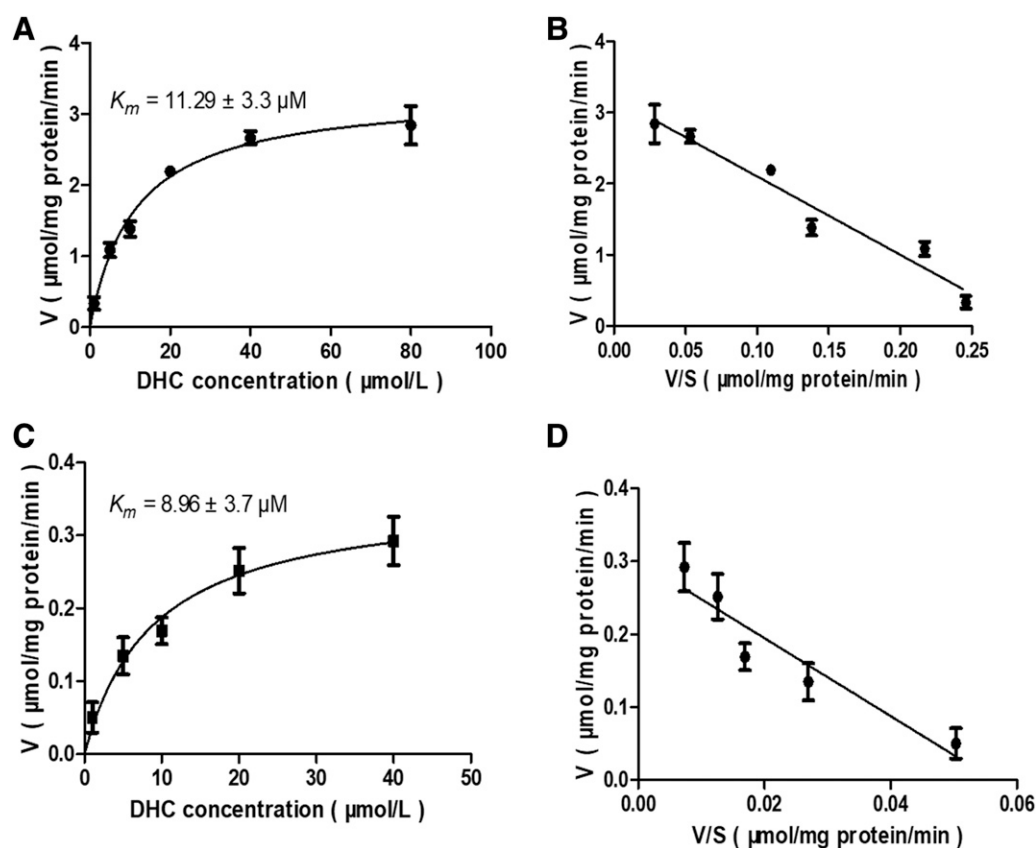 A
V ( µmol/mg protein/min )
4
3
2
1
0
Km = 11.29 ± 3.3 µM
0 20 40 60 80 100
DHC concentration ( µmol/L )
B
V ( µmol/mg protein/min )
4
3
2
1
0
0.00 0.05 0.10 0.15 0.20 0.25
V/S ( µmol/mg protein/min )
C
V ( µmol/mg protein/min )
0.4
0.3
0.2
0.1
0.0
Km = 8.96 ± 3.7 µM
0 10 20 30 40 50
DHC concentration ( µmol/L )
D
V ( µmol/mg protein/min )
0.4
0.3
0.2
0.1
0.0
0.00 0.02 0.04 0.06
V/S ( µmol/mg protein/min )